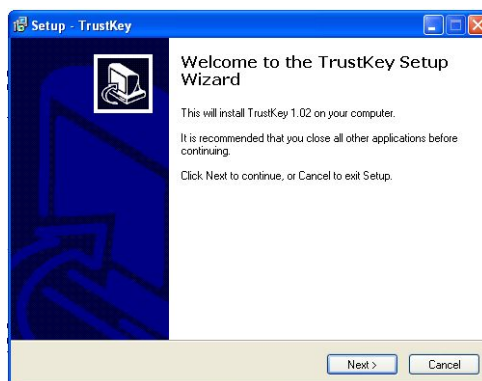 Setup - TrustKey
Welcome to the TrustKey Setup
Wizard
This will install TrustKey 1.02 on your computer.
It is recommended that you close all other applications before
continuing.
Click Next to continue, or Cancel to exit Setup.
Next >
Cancel